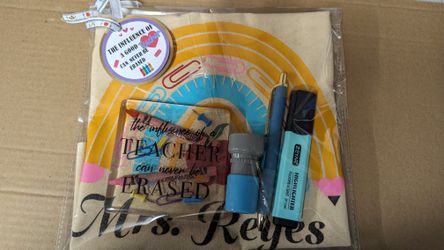 THE INFLUENCE OF
A GOOD
CAN NEVER BE
ERASED
the influence of a
TEACHER
can never be
ERASED
HIGHLIGHTER
Mrs. Reyes